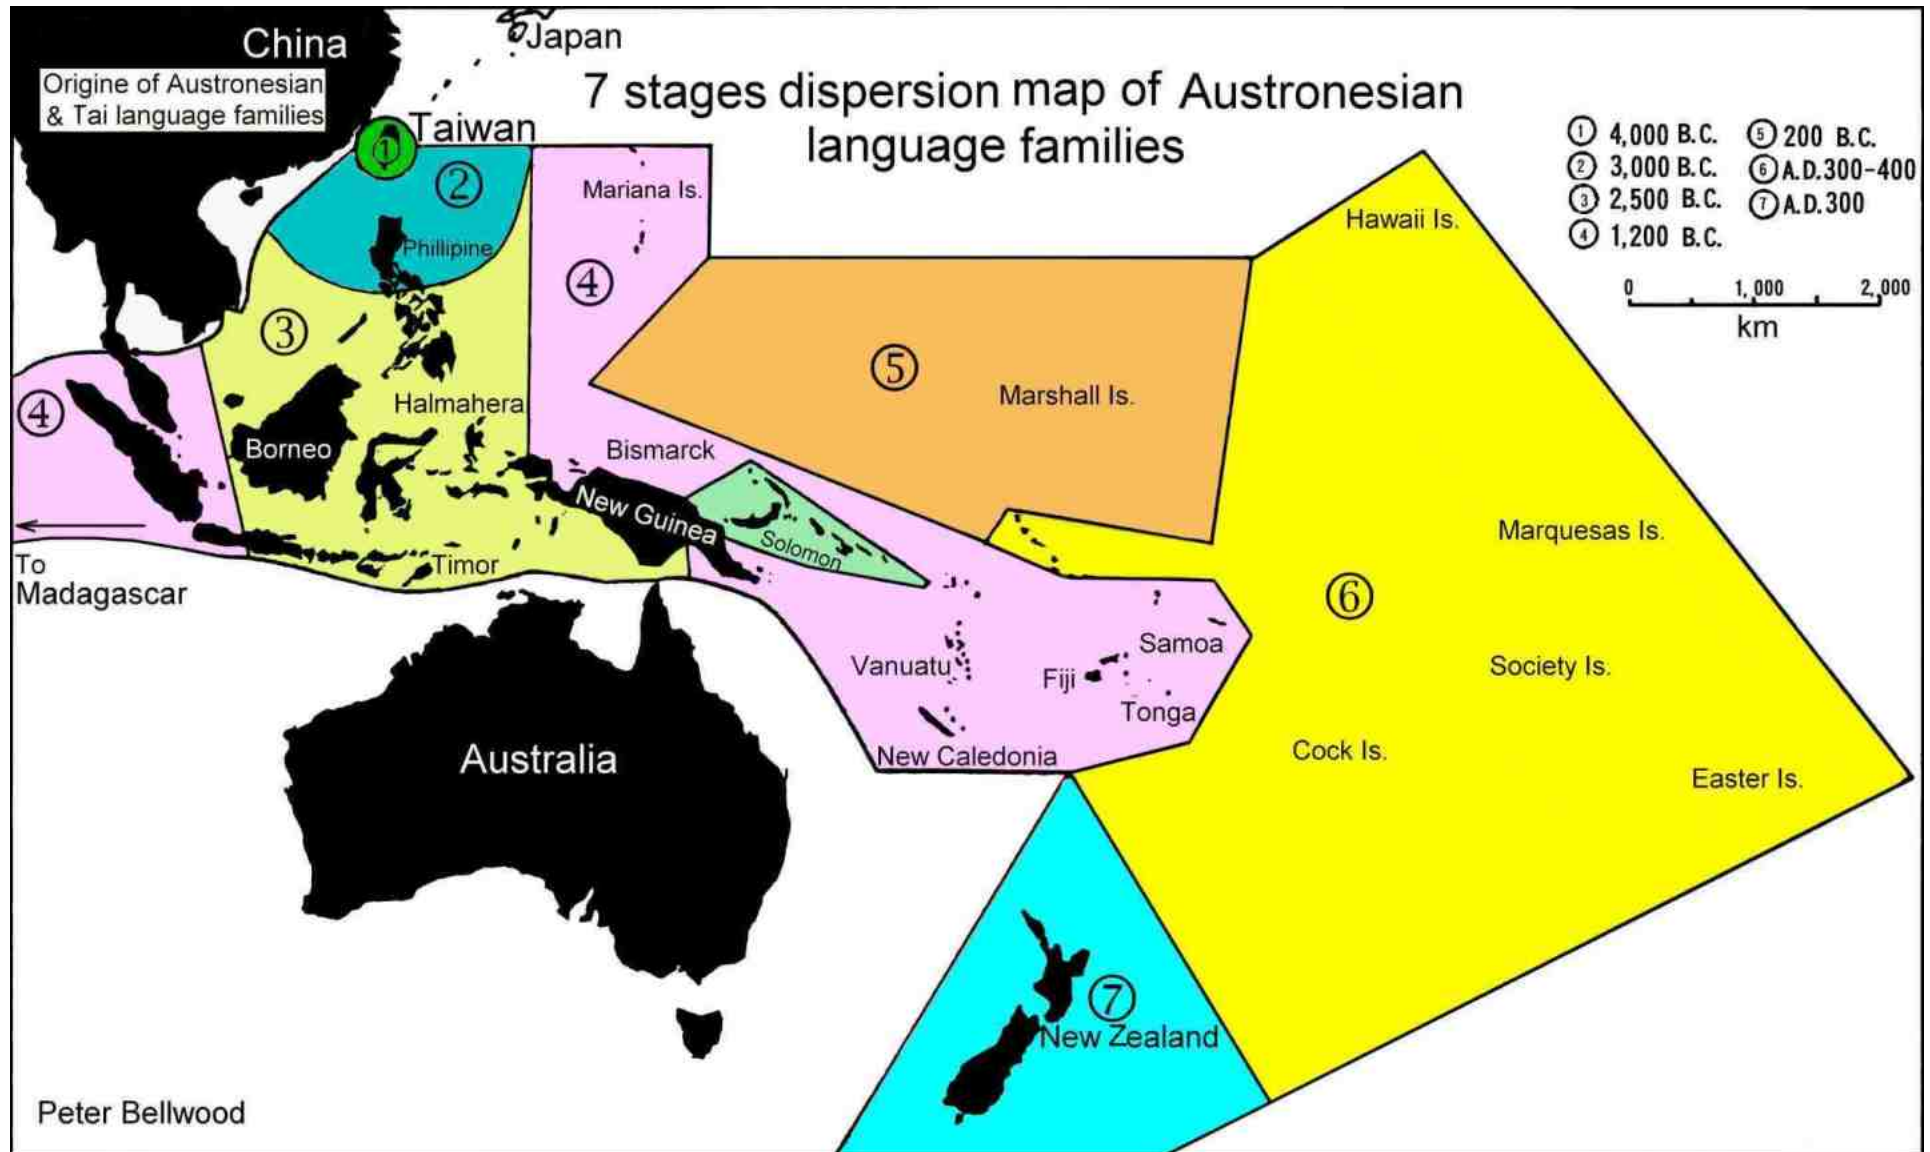 China
Japan
Origine of Austronesian
& Tai language families
7 stages dispersion map of Austronesian
language families
Taiwan
①
②
Mariana Is.
Phillipine
③
④
Hawaii Is.
① 4,000 B.C.
② 3,000 B.C.
③ 2,500 B.C.
④ 1,200 B.C.
⑤ 200 B.C.
⑥ A.D.300-400
⑦ A.D.300
0 1,000 2,000
km
④
⑤
Marshall Is.
Halmahera
Borneo
Bismarck
New Guinea
Solomon
Timor
To
Madagascar
Marquesas Is.
⑥
Samoa
Vanuatu
Fiji
Tonga
Society Is.
New Caledonia
Cock Is.
Easter Is.
Australia
⑦
New Zealand
Peter Bellwood